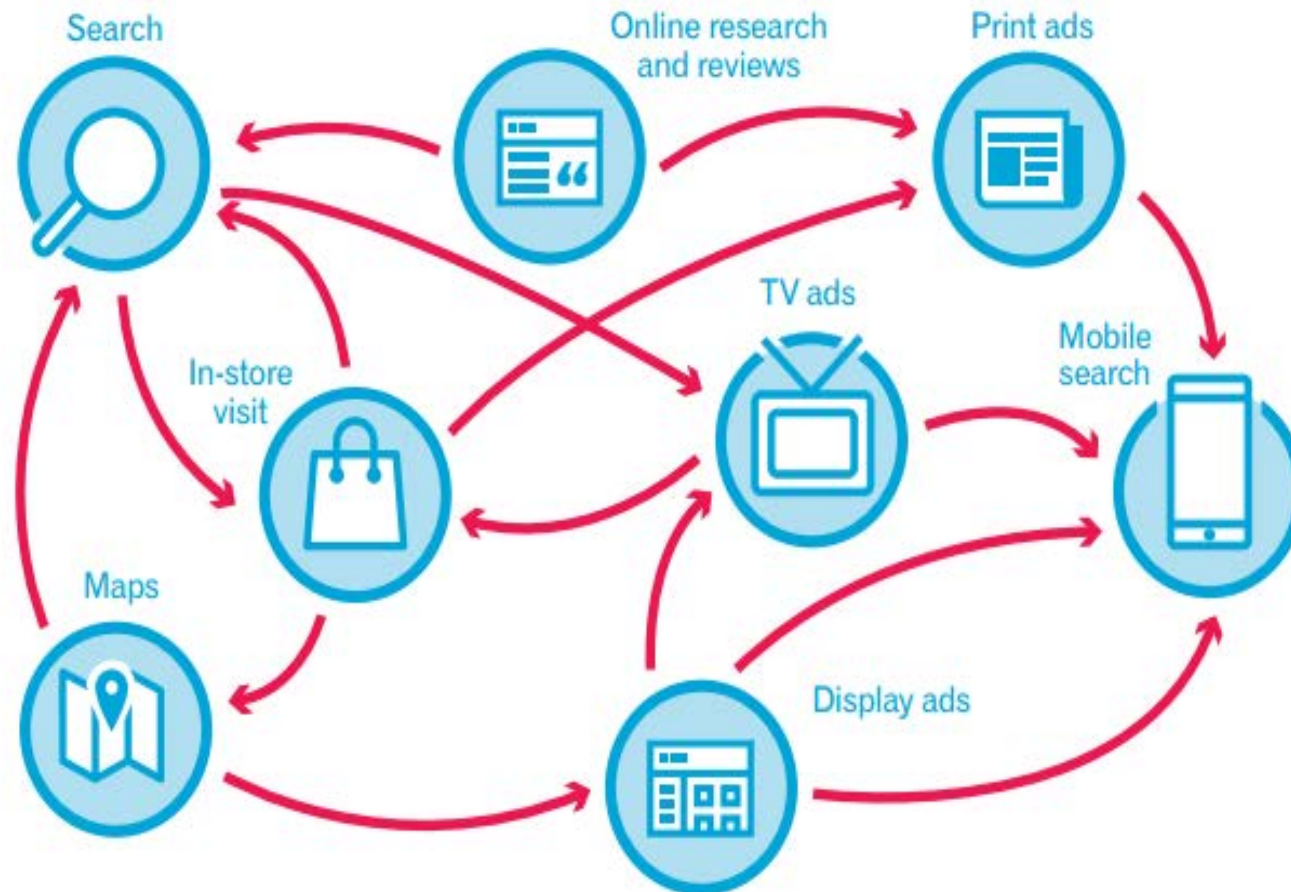 Search
Online research
and reviews
Print ads
TV ads
Mobile
search
In-store
visit
Maps
Display ads